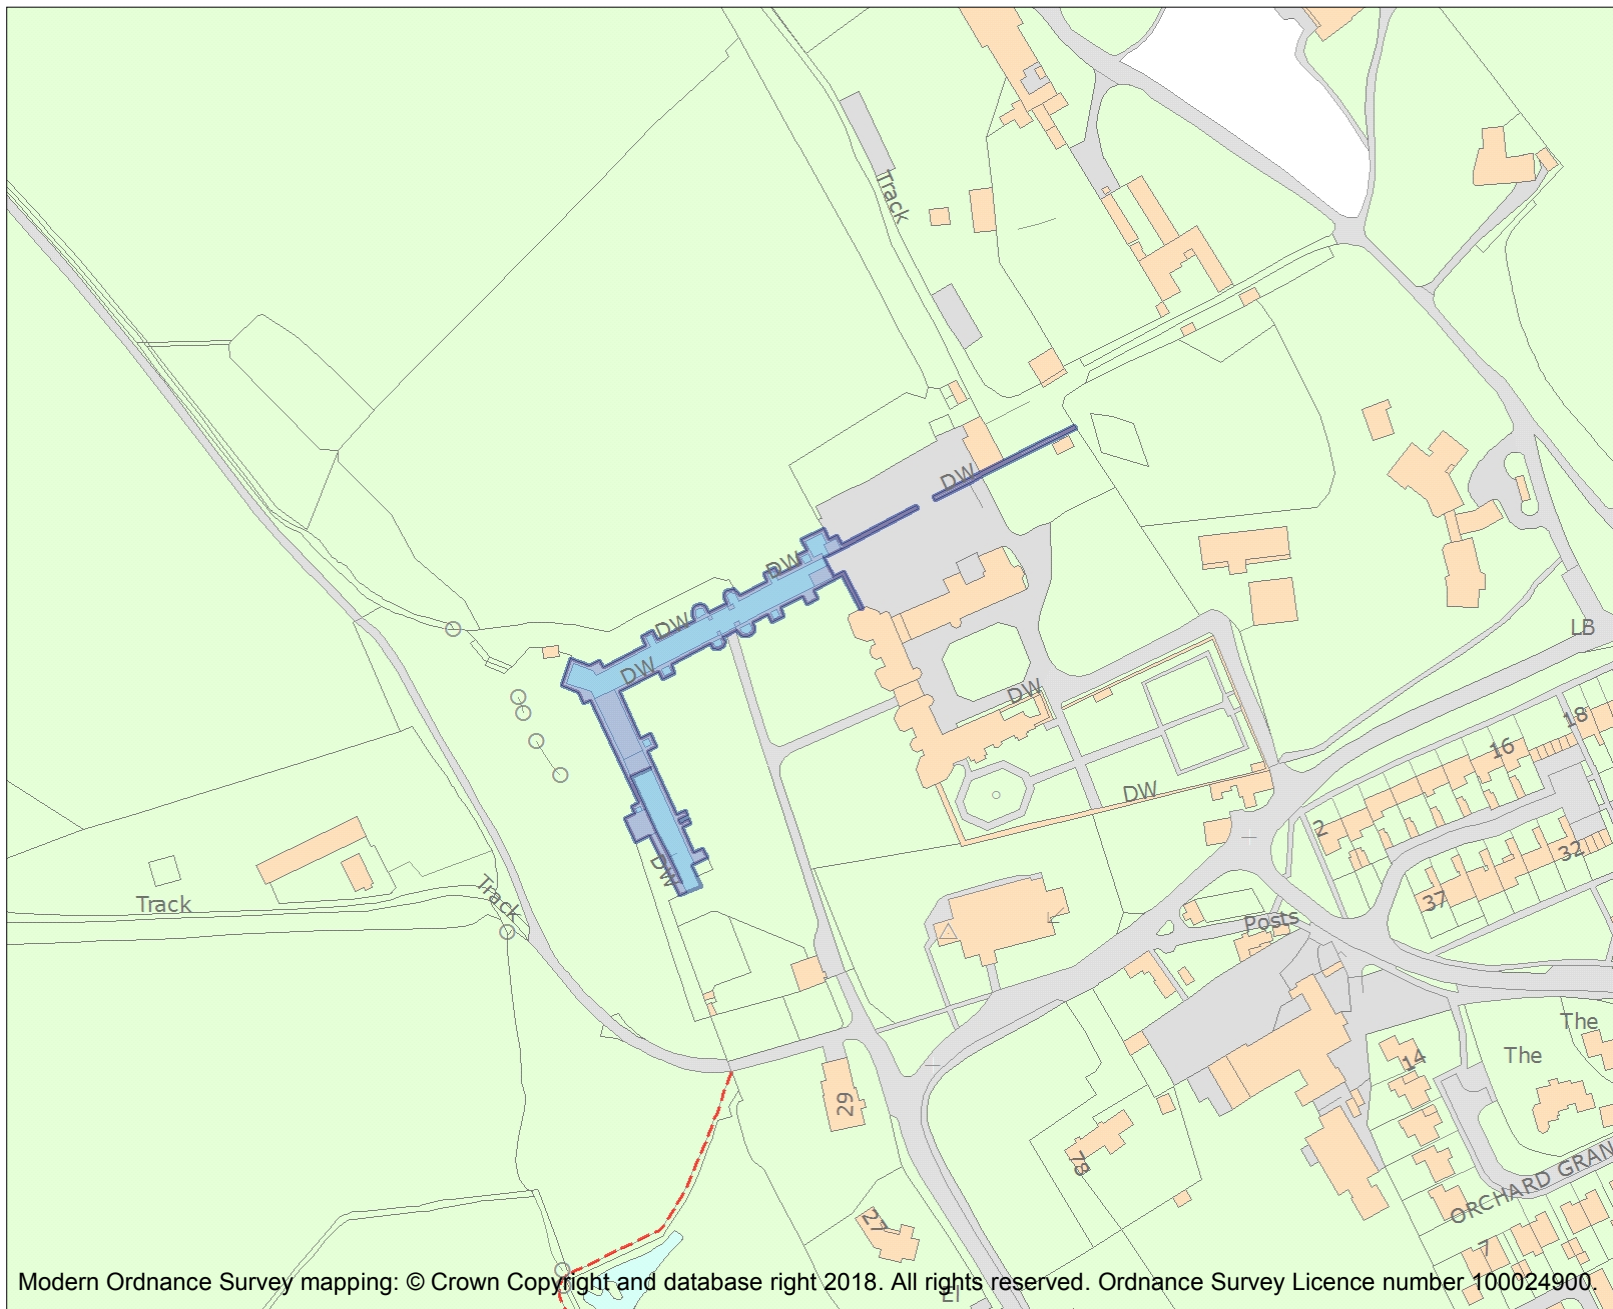 Track
DW
DW
DW
DW
LB
DW
18
16
DW
2
32
DW
37
Track
Track
Posts
The
The
14
29
78
ORCHARD GRAN
27
7
El
Modern Ordnance Survey mapping: © Crown Copyright and database right 2018. All rights reserved. Ordnance Survey Licence number 100024900.